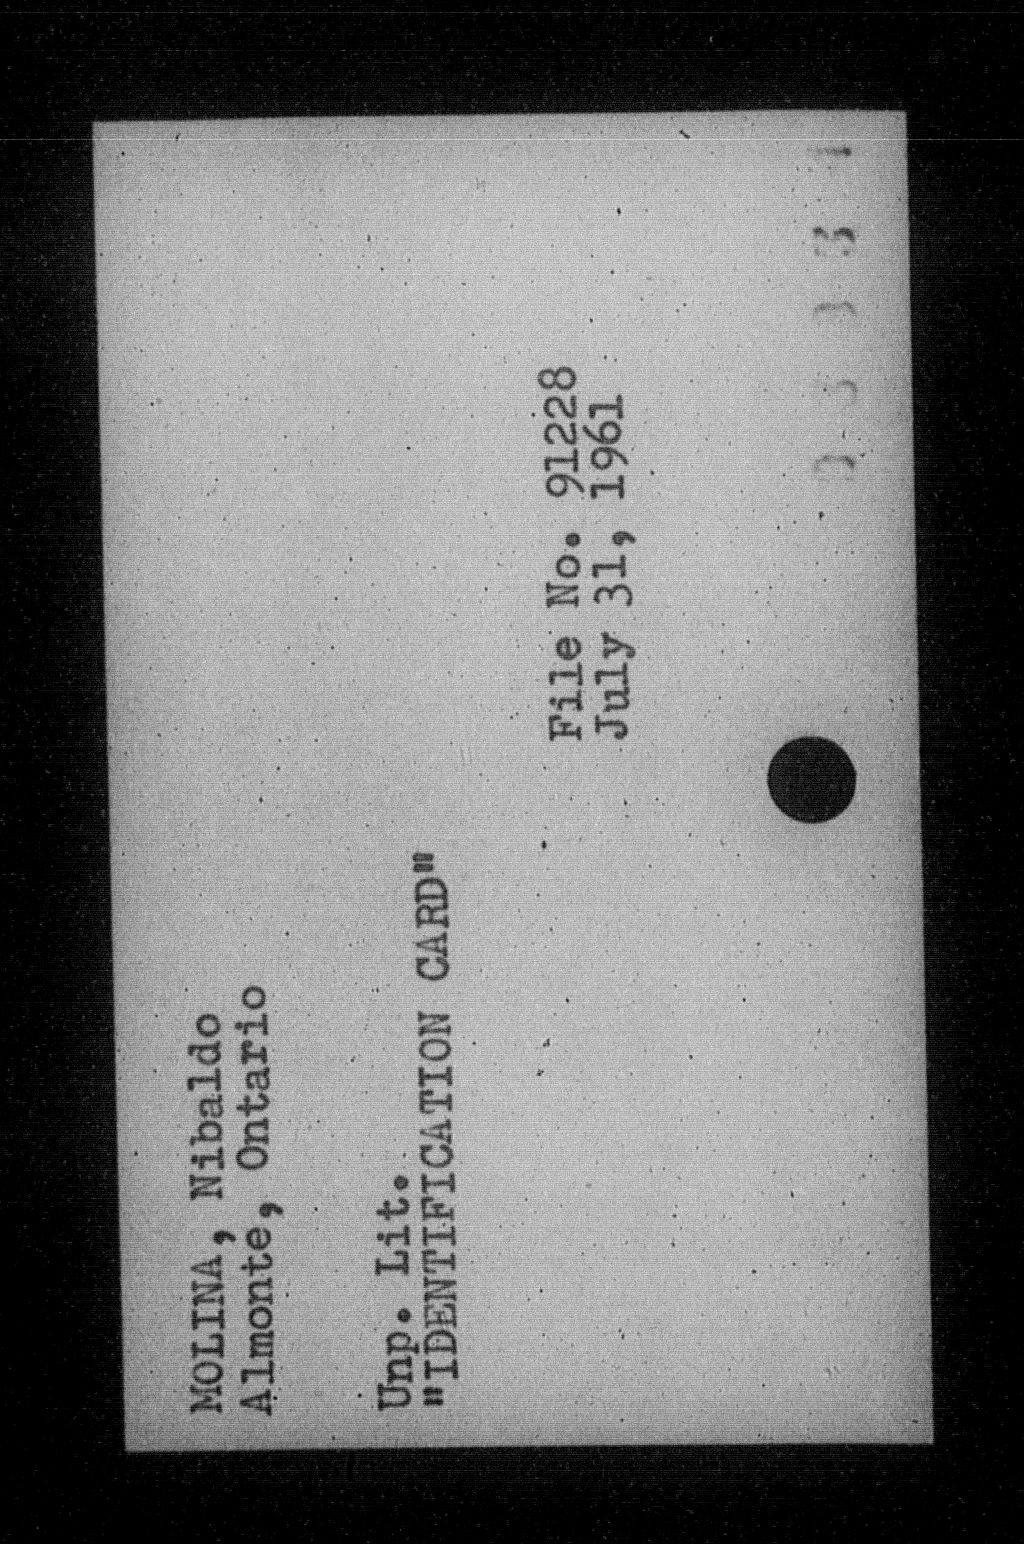 MOLINA, Nibaldo
Almonte, Ontario
Unp. Lit.
"IDENTIFICATION CARD"
File No. 91228
July 31, 1961